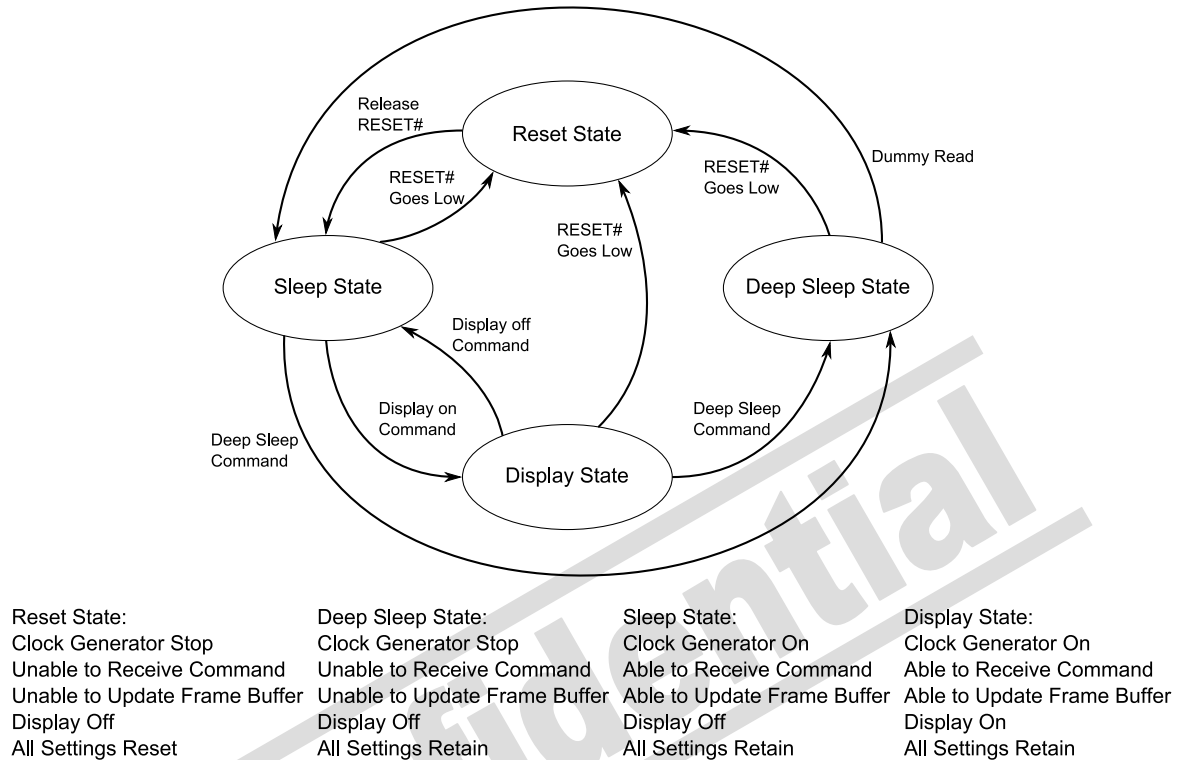 Release
RESET#
Reset State
Dummy Read
RESET#
Goes Low
RESET#
Goes Low
RESET#
Goes Low
Sleep State
Deep Sleep State
Display off
Command
Display on
Command
Deep Sleep
Command
Deep Sleep
Command
Display State
Reset State:
Clock Generator Stop
Unable to Receive Command
Unable to Update Frame Buffer
Display Off
All Settings Reset
Deep Sleep State:
Clock Generator Stop
Unable to Receive Command
Unable to Update Frame Buffer
Display Off
All Settings Retain
Sleep State:
Clock Generator On
Able to Receive Command
Able to Update Frame Buffer
Display Off
All Settings Retain
Display State:
Clock Generator On
Able to Receive Command
Able to Update Frame Buffer
Display On
All Settings Retain
fidential